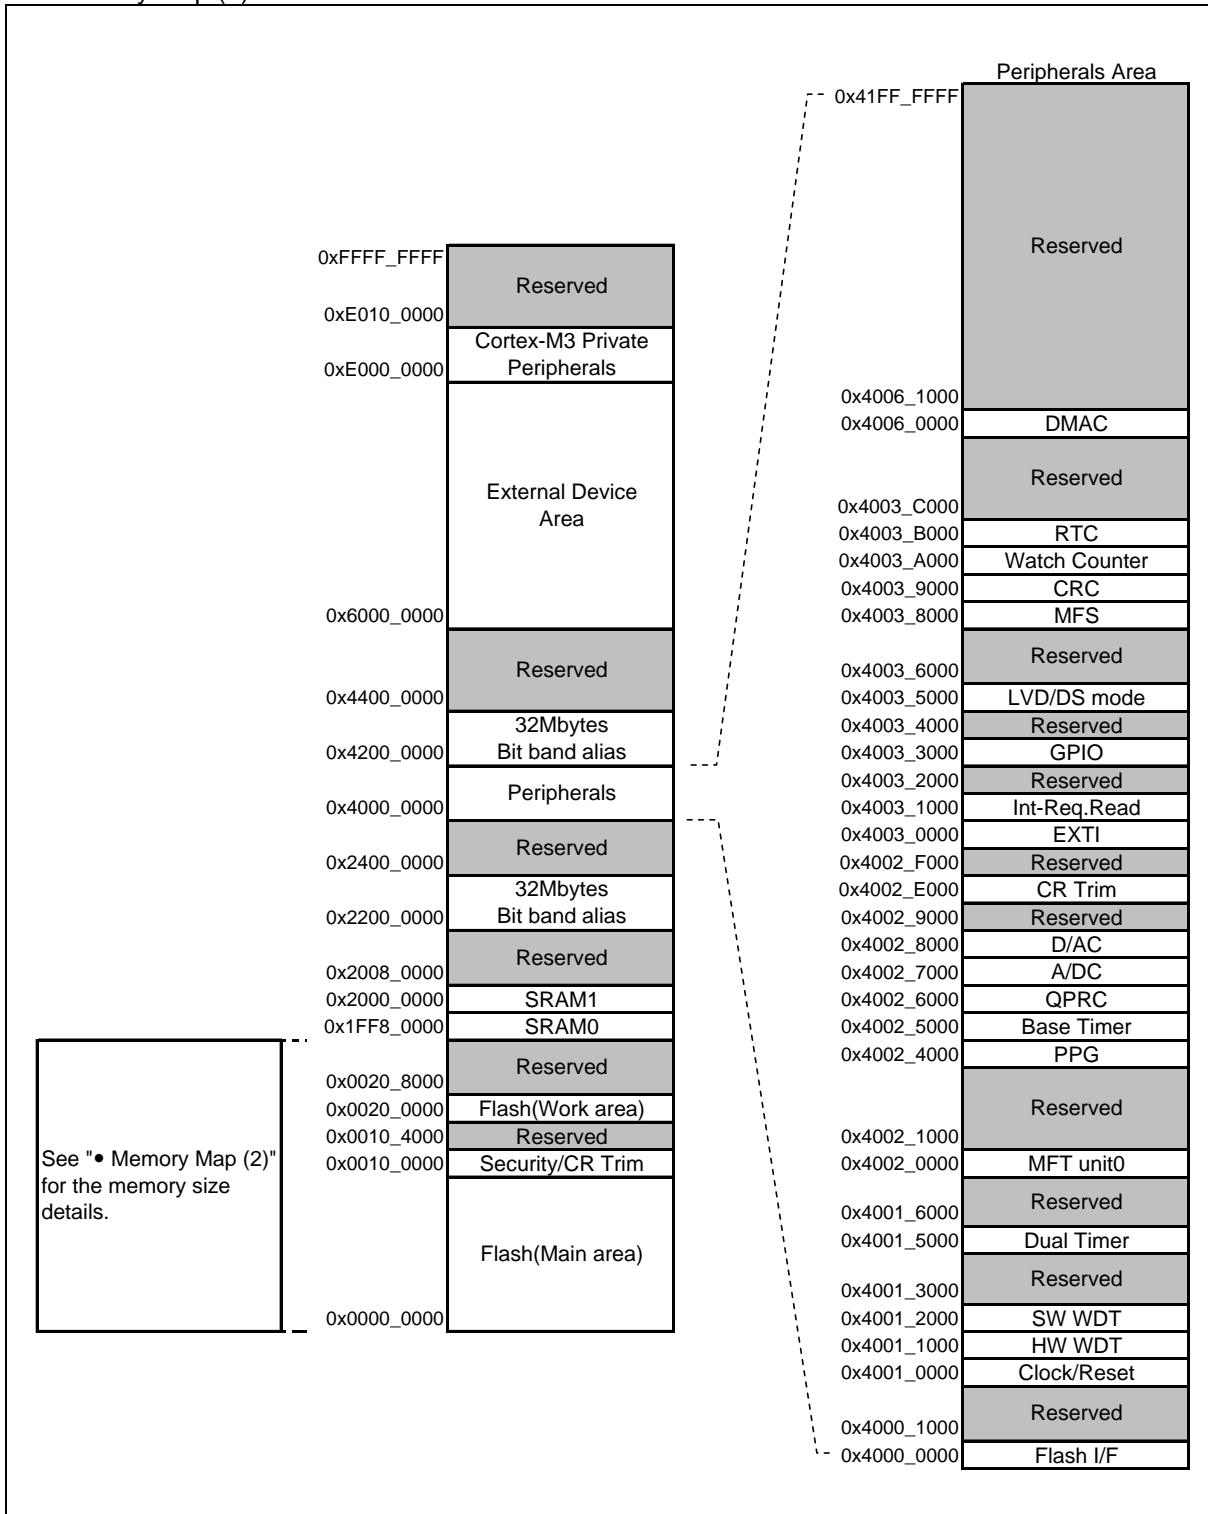 Peripherals Area
0x41FF_FFFF
Reserved
0x4006_1000
0x4006_0000 DMAC
Reserved
0x4003_C000
0x4003_B000 RTC
0x4003_A000 Watch Counter
0x4003_9000 CRC
0x4003_8000 MFS
Reserved
0x4003_6000
0x4003_5000 LVD/DS mode
0x4003_4000 Reserved
0x4003_3000 GPIO
0x4003_2000 Reserved
0x4003_1000 Int-Req.Read
0x4003_0000 EXTI
0x4002_F000 Reserved
0x4002_E000 CR Trim
0x4002_9000 Reserved
0x4002_8000 D/AC
0x4002_7000 A/DC
0x4002_6000 QPRC
0x4002_5000 Base Timer
0x4002_4000 PPG
Reserved
0x4002_1000
0x4002_0000 MFT unit0
Reserved
0x4001_6000
0x4001_5000 Dual Timer
Reserved
0x4001_3000
0x4001_2000 SW WDT
0x4001_1000 HW WDT
0x4001_0000 Clock/Reset
Reserved
0x4000_1000
0x4000_0000 Flash I/F
0xFFFF_FFFF
Reserved
0xE010_0000
Cortex-M3 Private
0xE000_0000 Peripherals
External Device
Area
0x6000_0000
Reserved
0x4400_0000
32Mbytes
0x4200_0000 Bit band alias
Peripherals
0x4000_0000
Reserved
0x2400_0000
32Mbytes
0x2200_0000 Bit band alias
Reserved
0x2008_0000
0x2000_0000 SRAM1
0x1FF8_0000 SRAM0
Reserved
0x0020_8000
0x0020_0000 Flash(Work area)
0x0010_4000 Reserved
0x0010_0000 Security/CR Trim
Flash(Main area)
0x0000_0000
See "● Memory Map (2)"
for the memory size
details.